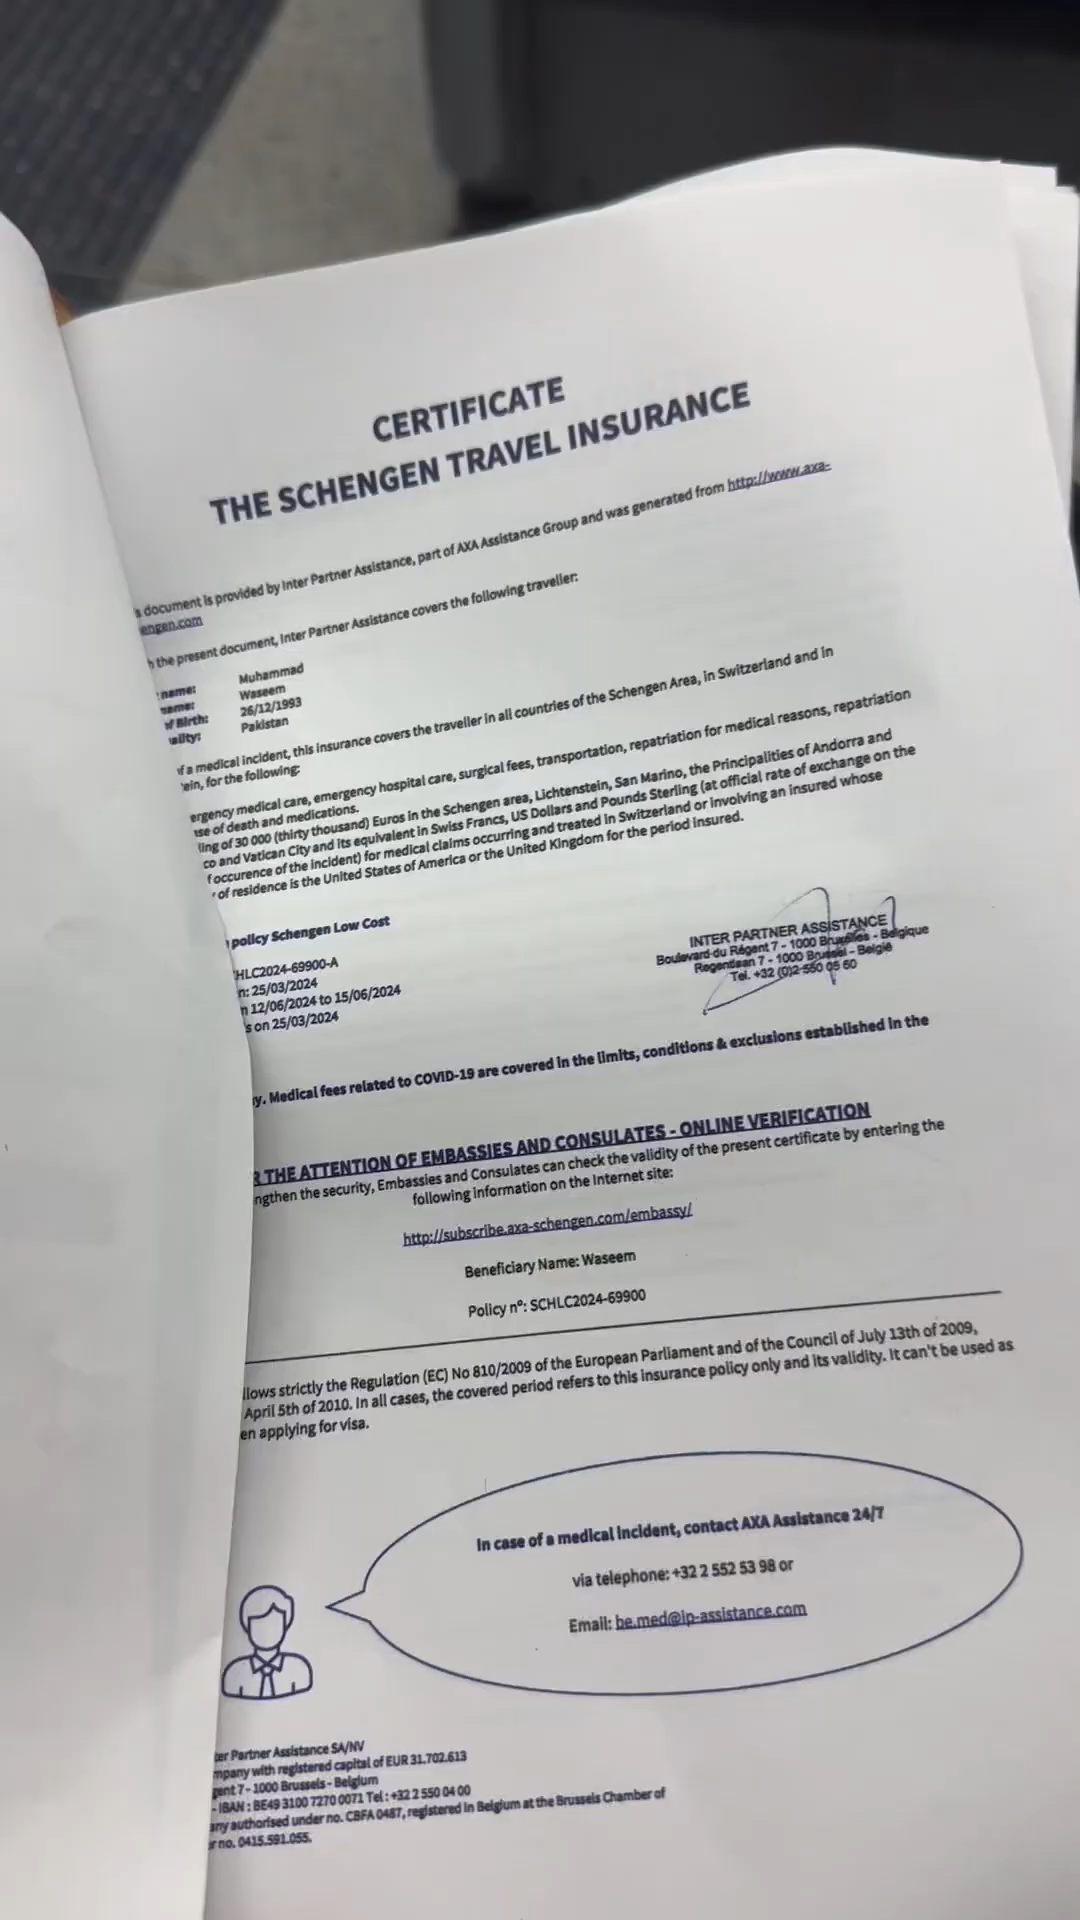 CERTIFICATE
THE SCHENGEN TRAVEL INSURANCE
s document is provided by Inter Partner Assistance, part of AXA Assistance Group and was generated from http://www.axa-
engen.com
h the present document, Inter Partner Assistance covers the following traveller:
name: Muhammad
name: Waseem
of Birth: 26/12/1993
ality: Pakistan
of a medical incident, this insurance covers the traveller in all countries of the Schengen Area, in Switzerland and in
ein, for the following:
ergency medical care, emergency hospital care, surgical fees, transportation, repatriation for medical reasons, repatriation
se of death and medications.
ling of 30 000 (thirty thousand) Euros in the Schengen area, Lichtenstein, San Marino, the Principalities of Andorra and
co and Vatican City and its equivalent in Swiss Francs, US Dollars and Pounds Sterling (at official rate of exchange on the
f occurence of the incident) for medical claims occurring and treated in Switzerland or involving an insured whose
of residence is the United States of America or the United Kingdom for the period insured.
policy Schengen Low Cost
HLC2024-69900-A
n: 25/03/2024
12/06/2024 to 15/06/2024
s on 25/03/2024
INTER PARTNER ASSISTANCE
Boulevard du Régent 7 - 1000 Bruxelles - Belgique
Regentlaan 7 - 1000 Brussel - België
Tel. +32 (0)2 550 05 60
y. Medical fees related to COVID-19 are covered in the limits, conditions & exclusions established in the
R THE ATTENTION OF EMBASSIES AND CONSULATES - ONLINE VERIFICATION
ngthen the security, Embassies and Consulates can check the validity of the present certificate by entering the
following information on the Internet site:
http://subscribe.axa-schengen.com/embassy/
Beneficiary Name: Waseem
Policy n°: SCHLC2024-69900
llows strictly the Regulation (EC) No 810/2009 of the European Parliament and of the Council of July 13th of 2009,
April 5th of 2010. In all cases, the covered period refers to this insurance policy only and its validity. It can't be used as
en applying for visa.
In case of a medical incident, contact AXA Assistance 24/7
via telephone: +32 2 552 53 98 or
Email: be.med@ip-assistance.com
ter Partner Assistance SA/NV
mpany with registered capital of EUR 31.702.613
gent 7 - 1000 Brussels - Belgium
- IBAN : BE49 3100 7270 0071 Tel : +32 2 550 04 00
any authorised under no. CBFA 0487, registered in Belgium at the Brussels Chamber of
r no. 0415.591.055.